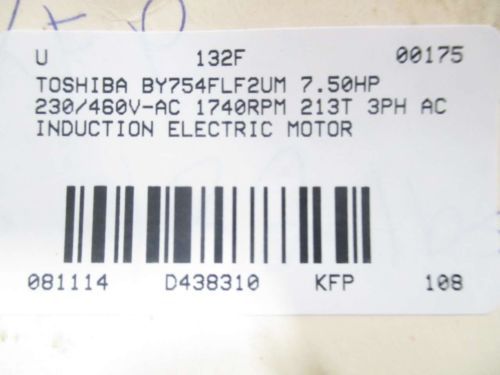 U 132F 00175
TOSHIBA BY754FLF2UM 7.50HP
230/460V-AC 1740RPM 213T 3PH AC
INDUCTION ELECTRIC MOTOR
081114 D438310 KFP 108